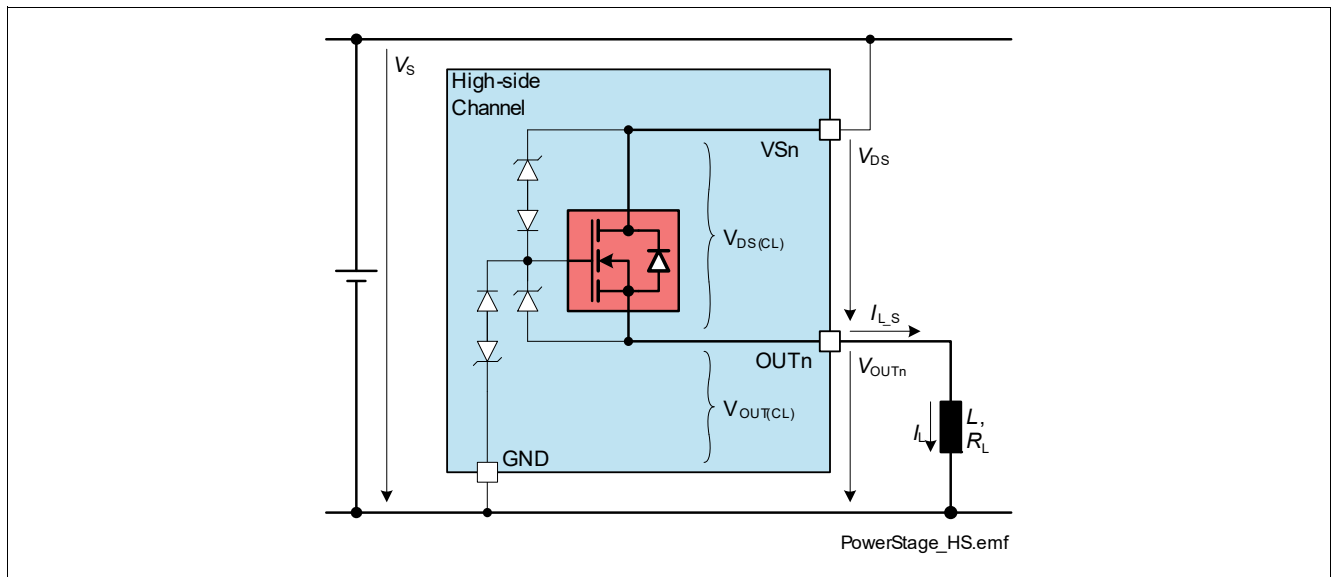 V_S
High-side
Channel
VSn
V_DS
V_DS(CL)
I_L_S
OUTn
V_OUTn
V_OUT(CL)
I_L
L,
R_L
GND
PowerStage_HS.emf